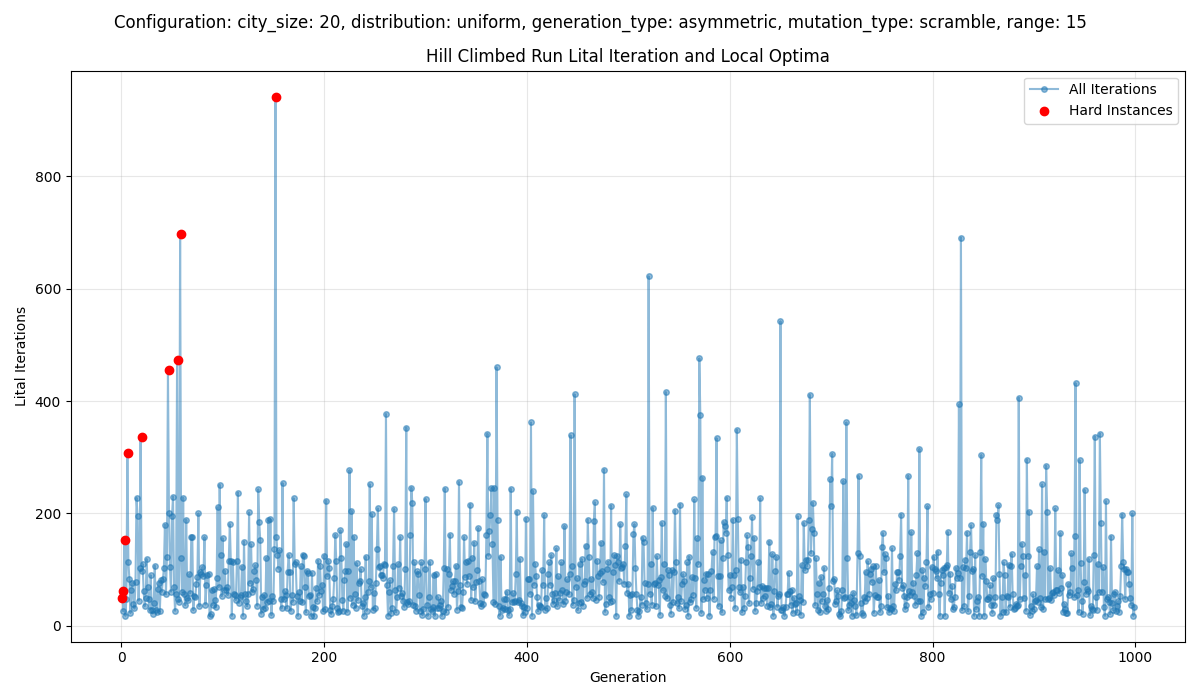 Configuration: city_size: 20, distribution: uniform, generation_type: asymmetric, mutation_type: scramble, range: 15
Hill Climbed Run Lital Iteration and Local Optima
All Iterations
Hard Instances
Lital Iterations
800
600
400
200
0
0 200 400 600 800 1000
Generation